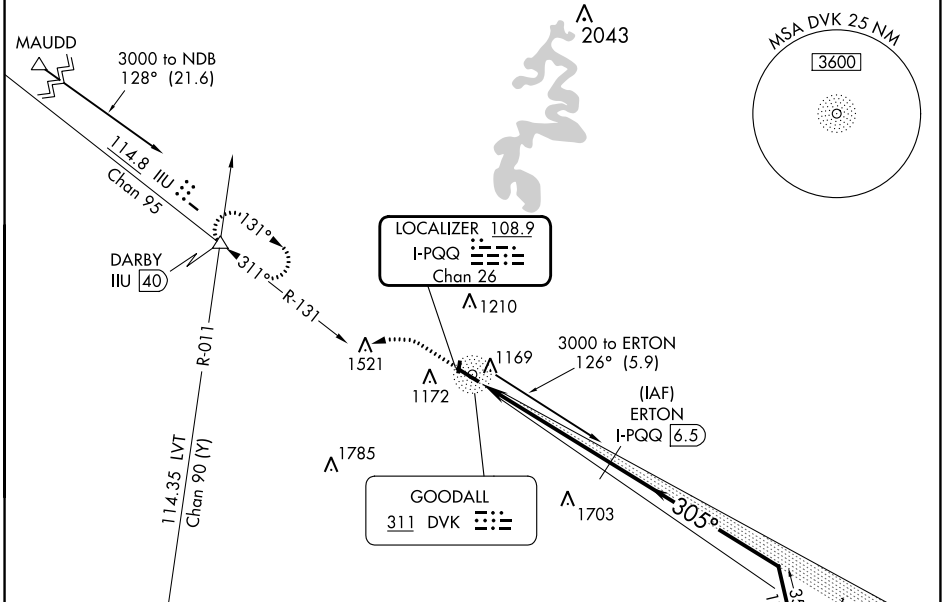 2043
MSA DVK 25 NM
3600
MAUDD
3000 to NDB
128° (21.6)
114.8 IIU
Chan 95
131°
311°
R-131
DARBY
IIU 40
LOCALIZER 108.9
I-PQQ
Chan 26
1210
R-011
1521
1169
1172
3000 to ERTON
126° (5.9)
(IAF)
ERTON
I-PQQ 6.5
1785
114.35 LVT
Chan 90 (Y)
GOODALL
311 DVK
1703
305°